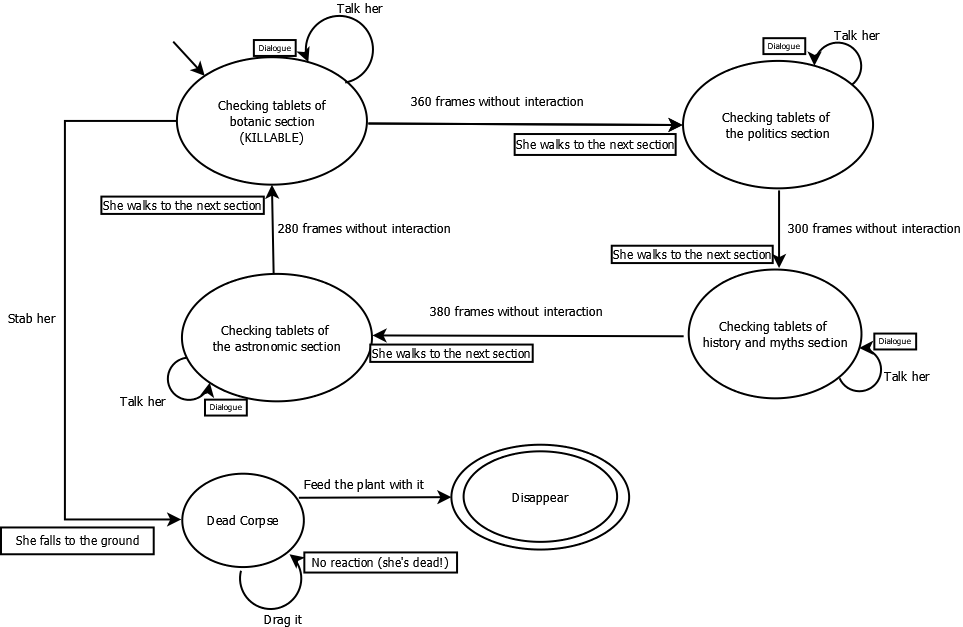 Talk her
Dialogue
Checking tablets of
botanic section
(KILLABLE)
360 frames without interaction
She walks to the next section
Talk her
Dialogue
Checking tablets of
the politics section
She walks to the next section
280 frames without interaction
300 frames without interaction
She walks to the next section
Stab her
Checking tablets of
the astronomic section
380 frames without interaction
She walks to the next section
Checking tablets of
history and myths section
Dialogue
Talk her
Talk her
Dialogue
Feed the plant with it
Disappear
Dead Corpse
She falls to the ground
No reaction (she's dead!)
Drag it